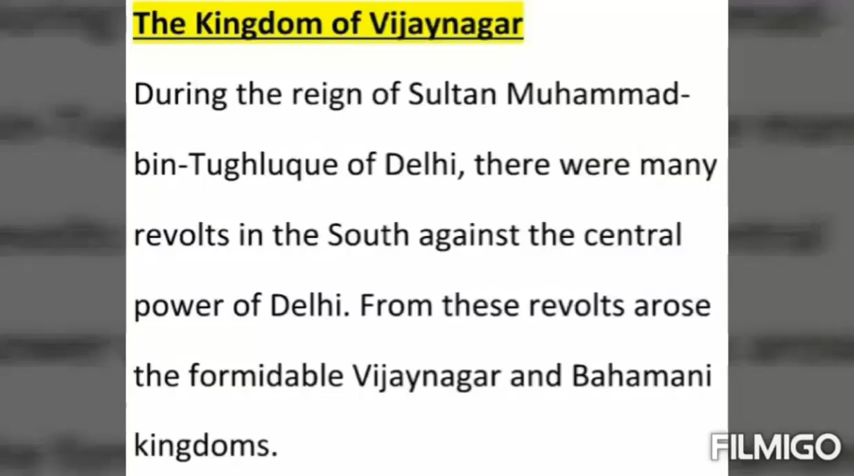 The Kingdom of Vijaynagar
During the reign of Sultan Muhammad-
bin-Tughluque of Delhi, there were many
revolts in the South against the central
power of Delhi. From these revolts arose
the formidable Vijaynagar and Bahamani
kingdoms.
FILMIGO